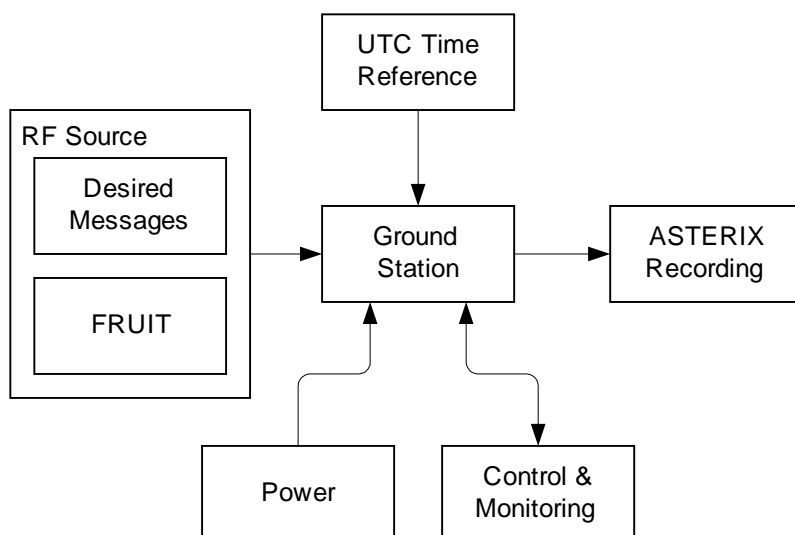 UTC Time
Reference
RF Source
Desired
Messages
FRUIT
Ground
Station
ASTERIX
Recording
Power
Control &
Monitoring